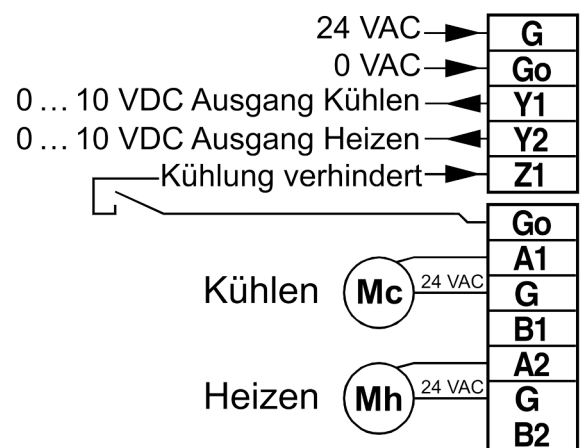 24 VAC G
0 VAC Go
0 ... 10 VDC Ausgang Kühlen Y1
0 ... 10 VDC Ausgang Heizen Y2
Kühlung verhindert Z1
Go
A1
Kühlen Mc 24 VAC G
B1
A2
Heizen Mh 24 VAC G
B2